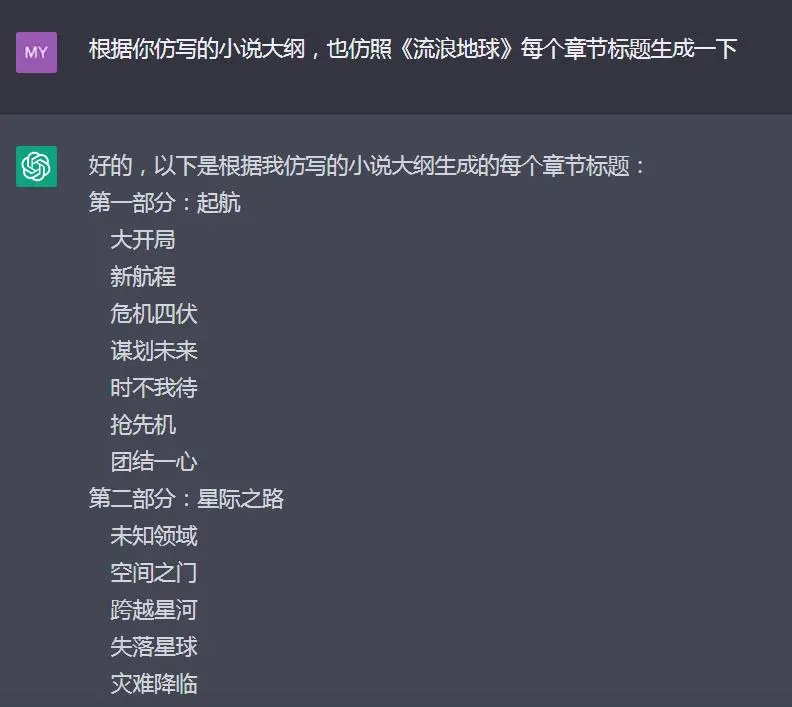 MY
根据你仿写的小说大纲，也仿照《流浪地球》每个章节标题生成一下
好的，以下是根据我仿写的小说大纲生成的每个章节标题：
第一部分：起航
大开局
新航程
危机四伏
谋划未来
时不我待
抢先机
团结一心
第二部分：星际之路
未知领域
空间之门
跨越星河
失落星球
灾难降临